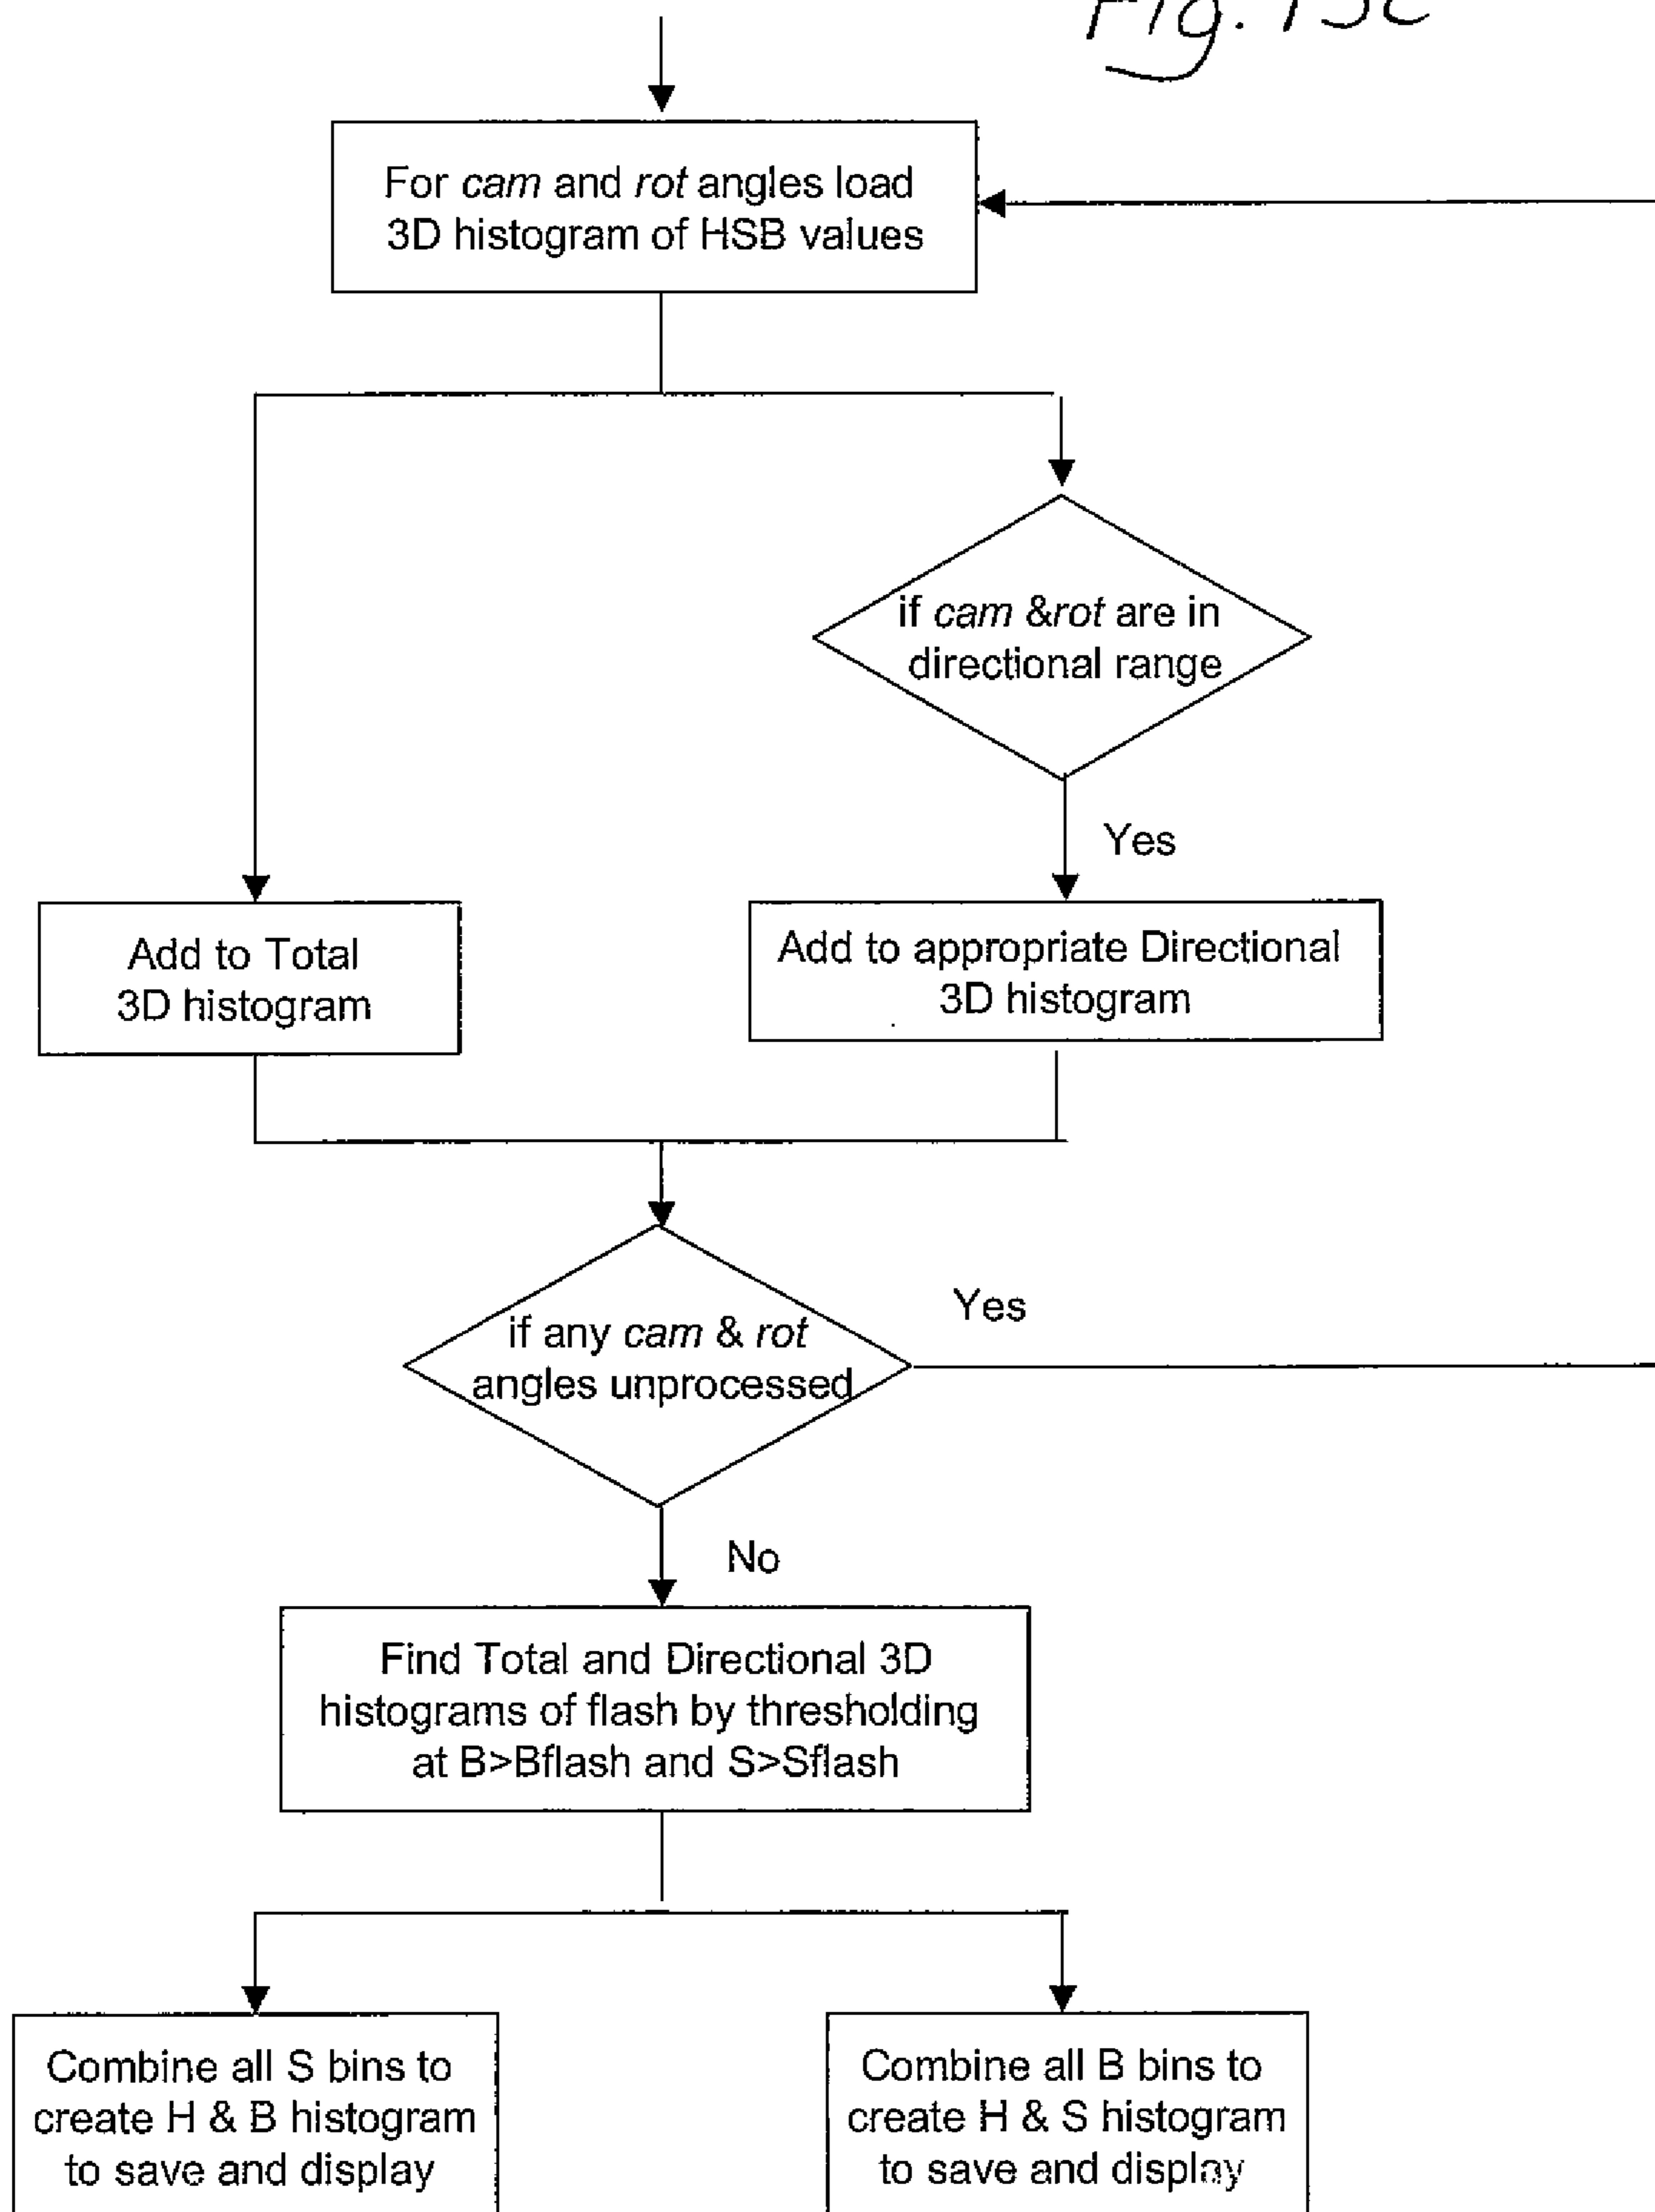 Fig. 13c
For cam and rot angles load
3D histogram of HSB values
if cam &rot are in
directional range
Yes
Add to Total
3D histogram
Add to appropriate Directional
3D histogram
if any cam & rot
angles unprocessed
Yes
No
Find Total and Directional 3D
histograms of flash by thresholding
at B>Bflash and S>Sflash
Combine all S bins to
create H & B histogram
to save and display
Combine all B bins to
create H & S histogram
to save and display